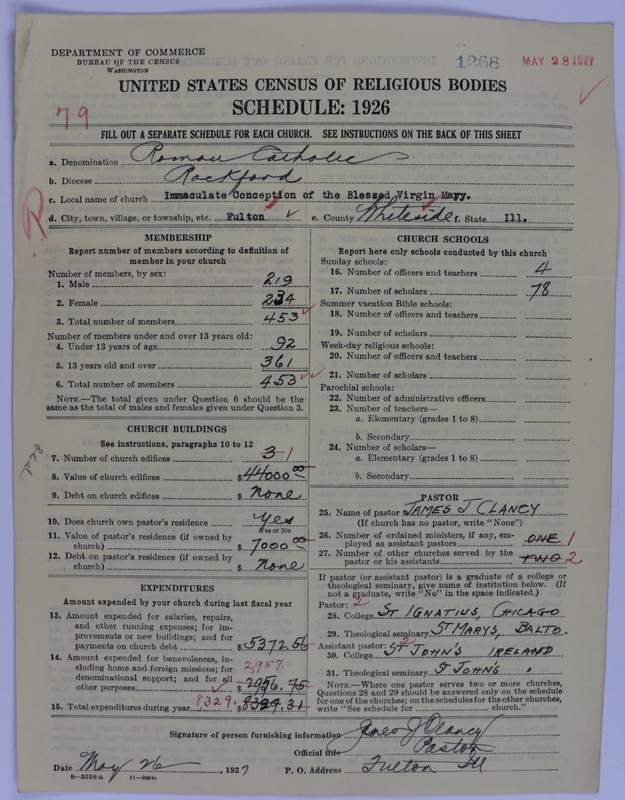 DEPARTMENT OF COMMERCE
BUREAU OF THE CENSUS
WASHINGTON
1268 MAY 28 1927
UNITED STATES CENSUS OF RELIGIOUS BODIES
SCHEDULE: 1926
79
FILL OUT A SEPARATE SCHEDULE FOR EACH CHURCH. SEE INSTRUCTIONS ON THE BACK OF THIS SHEET
a. Denomination Roman Catholic
b. Diocese Rockford
c. Local name of church Immaculate Conception of the Blessed Virgin Mary.
d. City, town, village, or township, etc. Fulton e. County Whiteside f. State Ill.
MEMBERSHIP
Report number of members according to definition of member in your church
Number of members, by sex:
1. Male 219
2. Female 234
3. Total number of members 453
Number of members under and over 13 years old:
4. Under 13 years of age 92
5. 13 years old and over 361
6. Total number of members 453
NOTE.—The total given under Question 6 should be
same as the total of males and females given under Question 3.
CHURCH BUILDINGS
See instructions, paragraphs 10 to 12
7. Number of church edifices 3 1
8. Value of church edifices $44000 00
9. Debt on church edifices $ None
10. Does church own pastor's residence Yes
Yes or No
11. Value of pastor's residence (if owned by
church) $ 7000 00
12. Debt on pastor's residence (if owned by
church) $ None
EXPENDITURES
Amount expended by your church during last fiscal year
13. Amount expended for salaries, repairs,
and other running expenses; for im-
provements or new buildings; and for
payments on church debt $5372.56
14. Amount expended for benevolences, in-
cluding home and foreign missions; for
denominational support; and for all
other purposes 2,957. $2956.75
15. Total expenditures during year 8329. $8329.31
CHURCH SCHOOLS
Report here only schools conducted by this church
Sunday schools:
16. Number of officers and teachers 4
17. Number of scholars 78
Summer vacation Bible schools:
18. Number of officers and teachers
19. Number of scholars
Week-day religious schools:
20. Number of officers and teachers
21. Number of scholars
Parochial schools:
22. Number of administrative officers
23. Number of teachers—
a. Elementary (grades 1 to 8)
b. Secondary
24. Number of scholars—
a. Elementary (grades 1 to 8)
b. Secondary
PASTOR
25. Name of pastor JAMES J CLANCY
(If church has no pastor, write "None")
26. Number of ordained ministers, if any, em-
ployed as assistant pastors ONE 1
27. Number of other churches served by the
pastor or his assistants TWO 2
If pastor (or assistant pastor) is a graduate of a college or
theological seminary, give name of institution below. (If
not a graduate, write "No" in the space indicated.)
Pastor: 2
28. College ST IGNATIUS, CHICAGO
29. Theological seminary ST MARYS, BALTO.
Assistant pastor: 2
30. College ST JOHN'S IRELAND
31. Theological seminary ST JOHN'S "
NOTE.—Where one pastor serves two or more churches,
Questions 28 and 29 should be answered only on the schedule
for one of the churches; on the schedules for the other churches,
write "See schedule for church."
Signature of person furnishing information James J Clancy
Official title Pastor
Date May 26, 1927 P. O. Address Fulton Ill
8—5518a 11—9864a